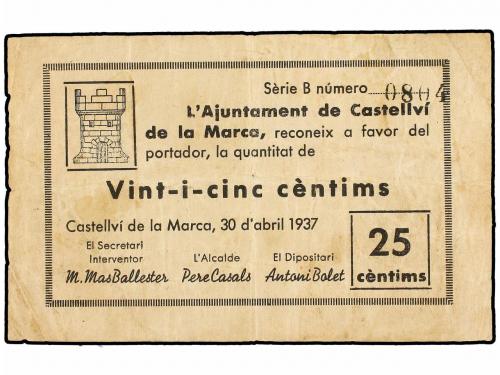 Sèrie B número 0804
L'Ajuntament de Castellví
de la Marca, reconeix a favor del
portador, la quantitat de
Vint-i-cinc cèntims
Castellví de la Marca, 30 d'abril 1937
El Secretari Interventor
M. Mas Ballester
L'Alcalde
Pere Casals
El Dipositari
Antoni Bolet
25
cèntims